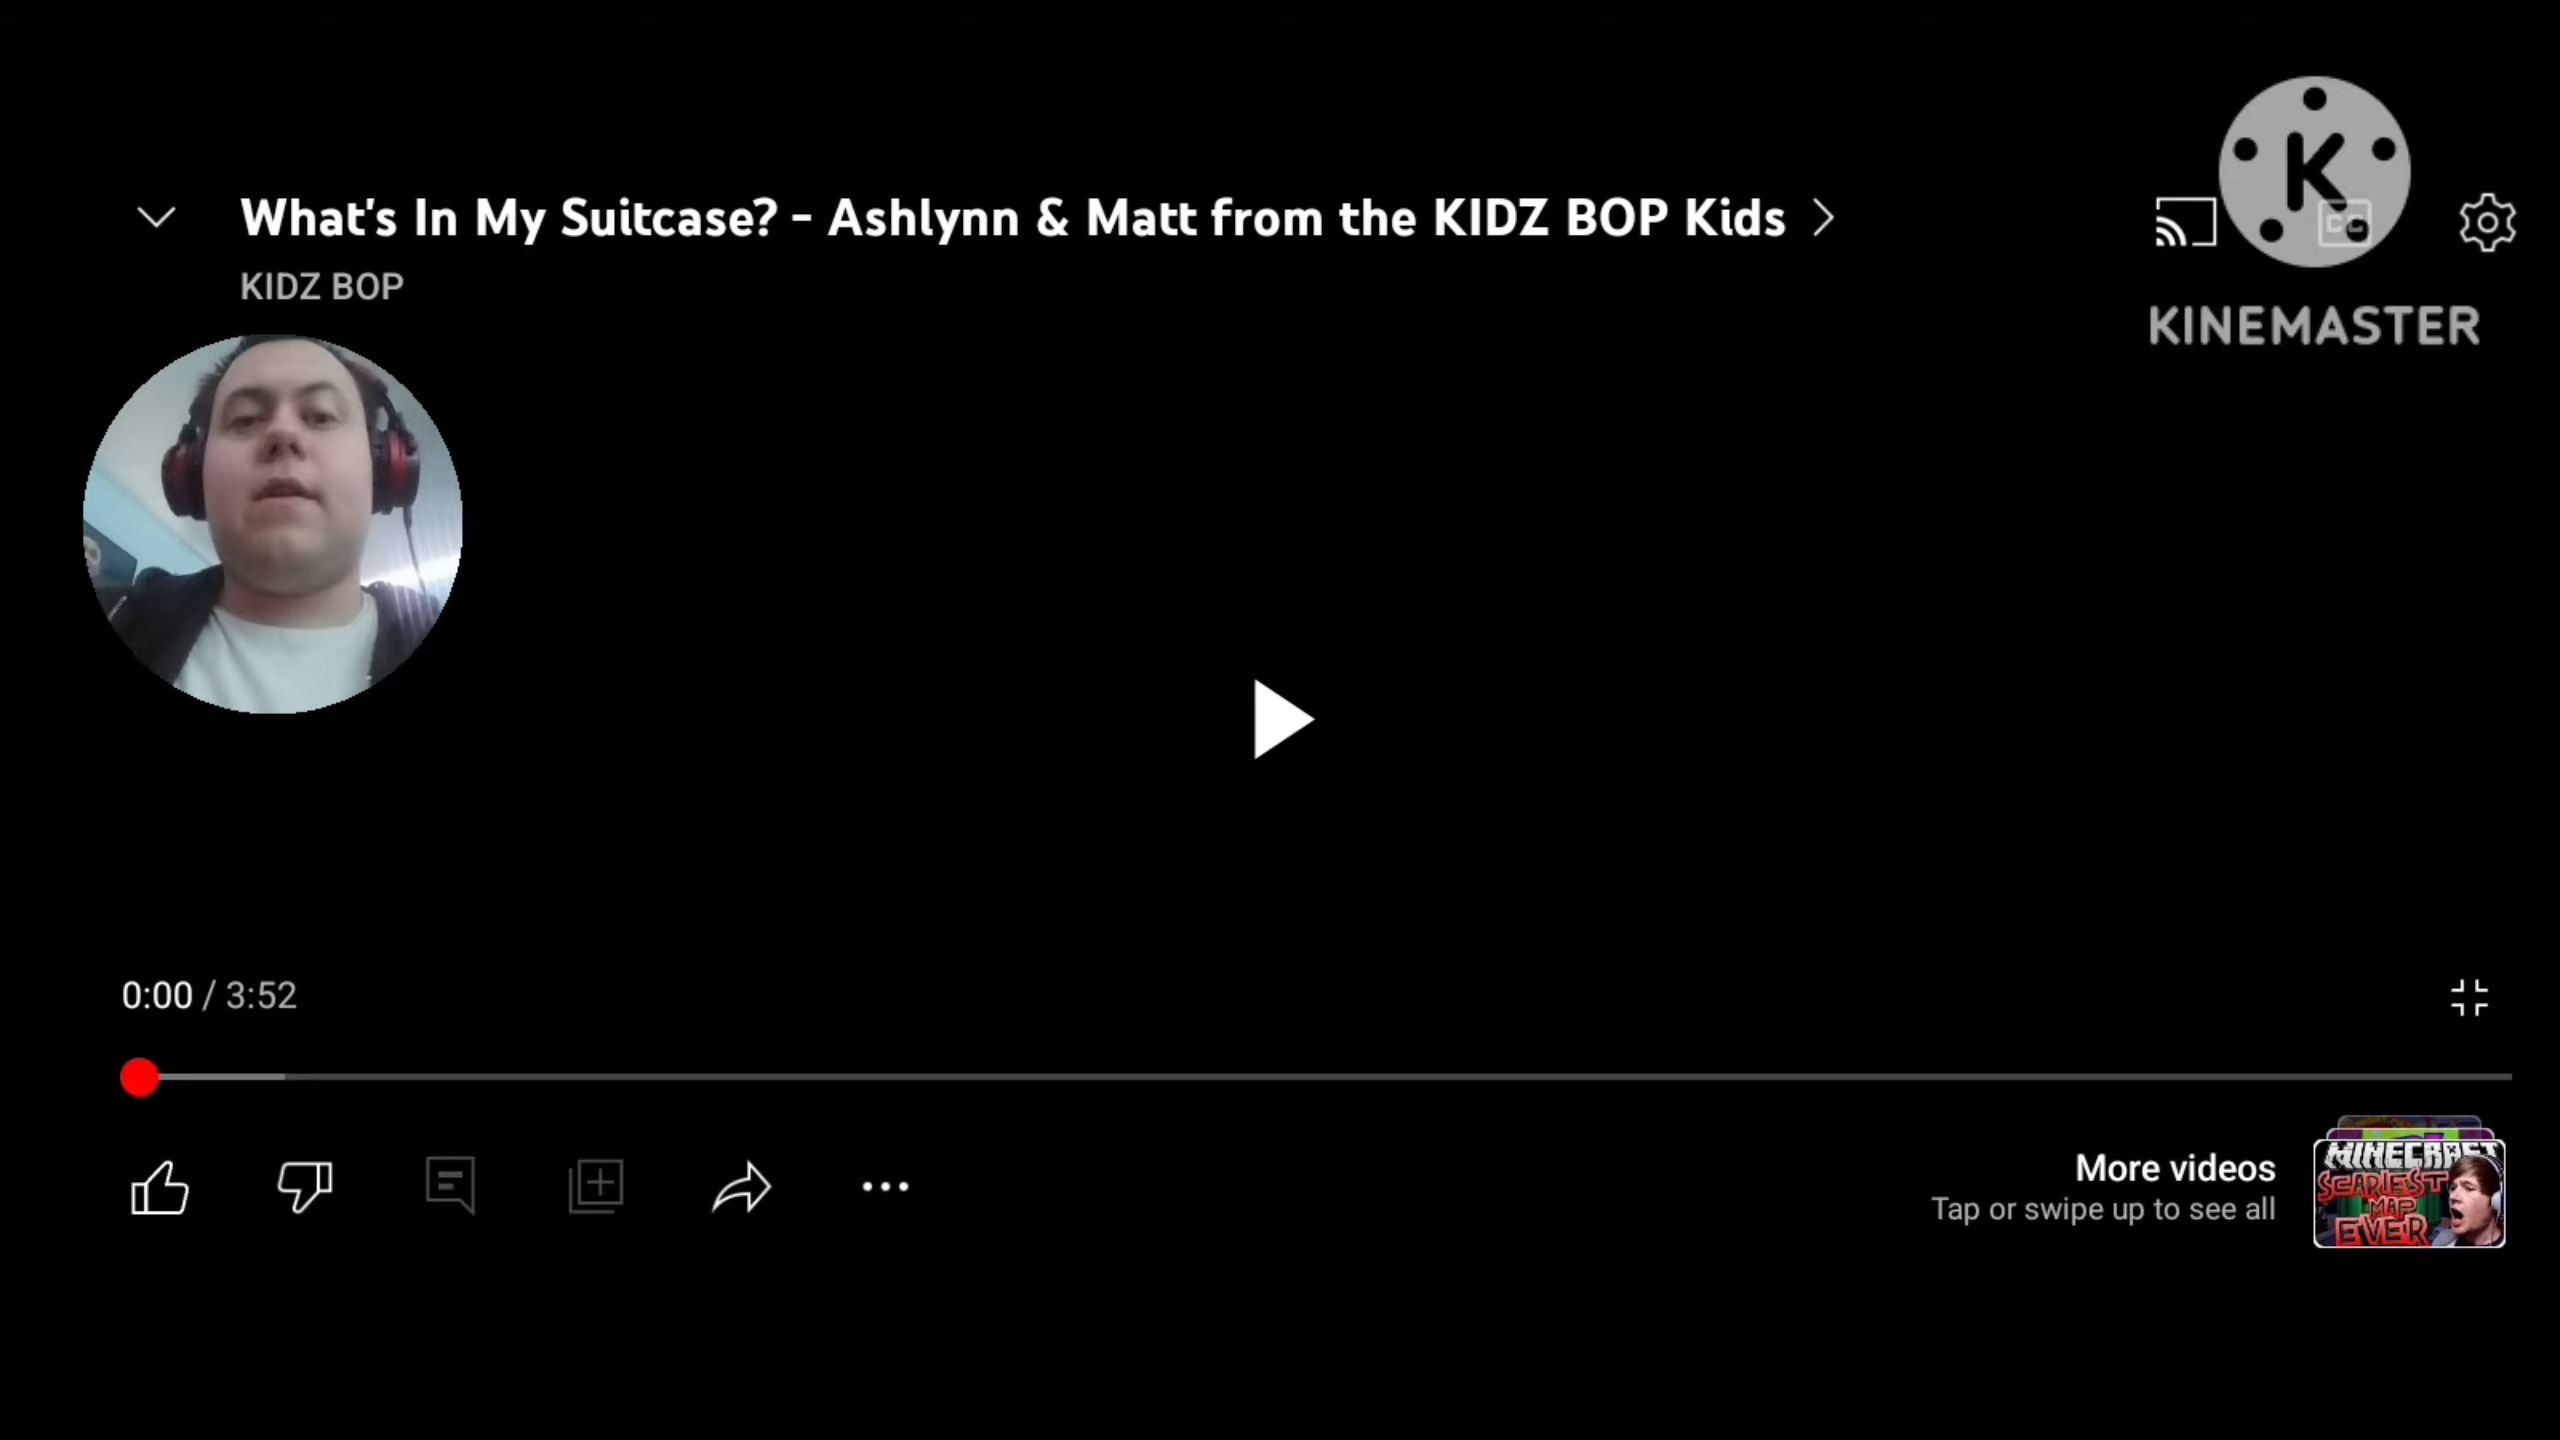 What's In My Suitcase? - Ashlynn & Matt from the KIDZ BOP Kids
KIDZ BOP
K
CC
KINEMASTER
0:00 / 3:52
More videos
Tap or swipe up to see all
MINECRAFT
SCARIEST
MAP
EVER